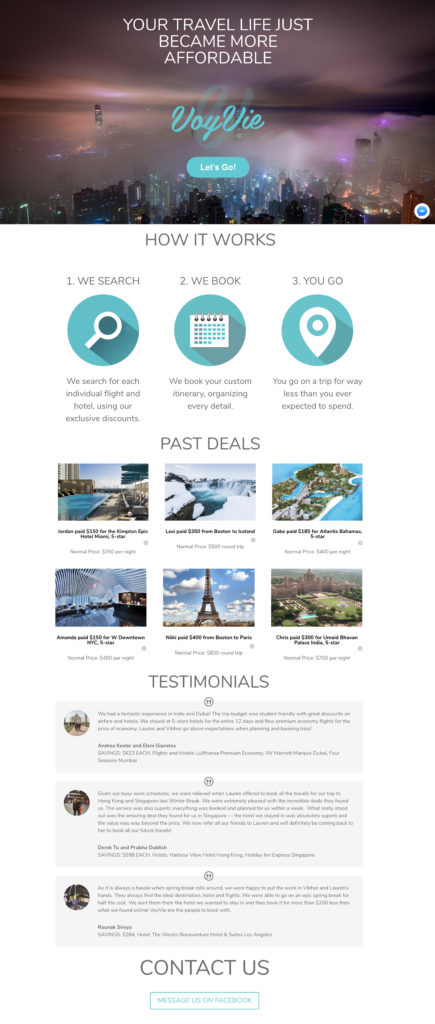 YOUR TRAVEL LIFE JUST
BECAME MORE
AFFORDABLE
VoyVie
Let's Go!
HOW IT WORKS
1. WE SEARCH
2. WE BOOK
3. YOU GO
We search for each
individual flight and
hotel, using our
exclusive discounts.
We book your custom
itinerary, organizing
every detail.
You go on a trip for way
less than you ever
expected to spend.
PAST DEALS
Jordan paid $150 for the Kimpton Epic
Hotel Miami, 5-star
Normal Price: $350 per night
Lexi paid $350 from Boston to Iceland
Normal Price: $500 round trip
Gabe paid $185 for Atlantic Bahamas,
5-star
Normal Price: $400 per night
Amanda paid $150 for W Downtown
NYC, 5-star
Normal Price: $400 per night
Niiki paid $400 from Boston to Paris
Normal Price: $800 round trip
Chris paid $300 for Umaid Bhavan
Palace India, 5-star
Normal Price: $700 per night
TESTIMONIALS
We had a fantastic experience in India and Dubai! The trip budget was student friendly with great discounts on
airfare and hotels. We stayed at 5-stars hotels for the entire 12 days and flew premium economy flights for the
price of economy. Lauren and Vibhor go above expectations when planning and booking trips!
Andrea Kesler and Eleni Gianelos
SAVINGS: $623 EACH, Flights and Hotels: Lufthansa Premium Economy, JW Marriott Marquis Dubai, Four
Seasons Mumbai
Given our busy work schedules, we were relieved when Lauren offered to book all the travels for our trip to
Hong Kong and Singapore last Winter Break. We were extremely pleased with the incredible deals they found
us. The service was also superb everything was booked and planned for us within a week. What really stood
out was the amazing deal they found for us in Singapore -- the hotel we stayed in was absolutely superb and
the value was way beyond the price. We now refer all our friends to Lauren and will definitely be coming back to
her to book all our future travels!
Derek Tu and Prabha Dublish
SAVINGS: $598 EACH, Hotels: Harbour View Hotel Hong Kong, Holiday Inn Express Singapore
As it is always a hassle when spring break rolls around, we were happy to put the work in Vibhor and Lauren's
hands. They always find the ideal destination, hotel and flights. We were able to go on an epic spring break for
half the cost. We sent them them the hotel we wanted to stay in and they book it for more than $200 less then
what we found online! VoyVie are the people to book with.
Raunak Siroya
SAVINGS: $284, Hotel: The Westin Bonaventure Hotel & Suites Los Angeles
CONTACT US
MESSAGE US ON FACEBOOK